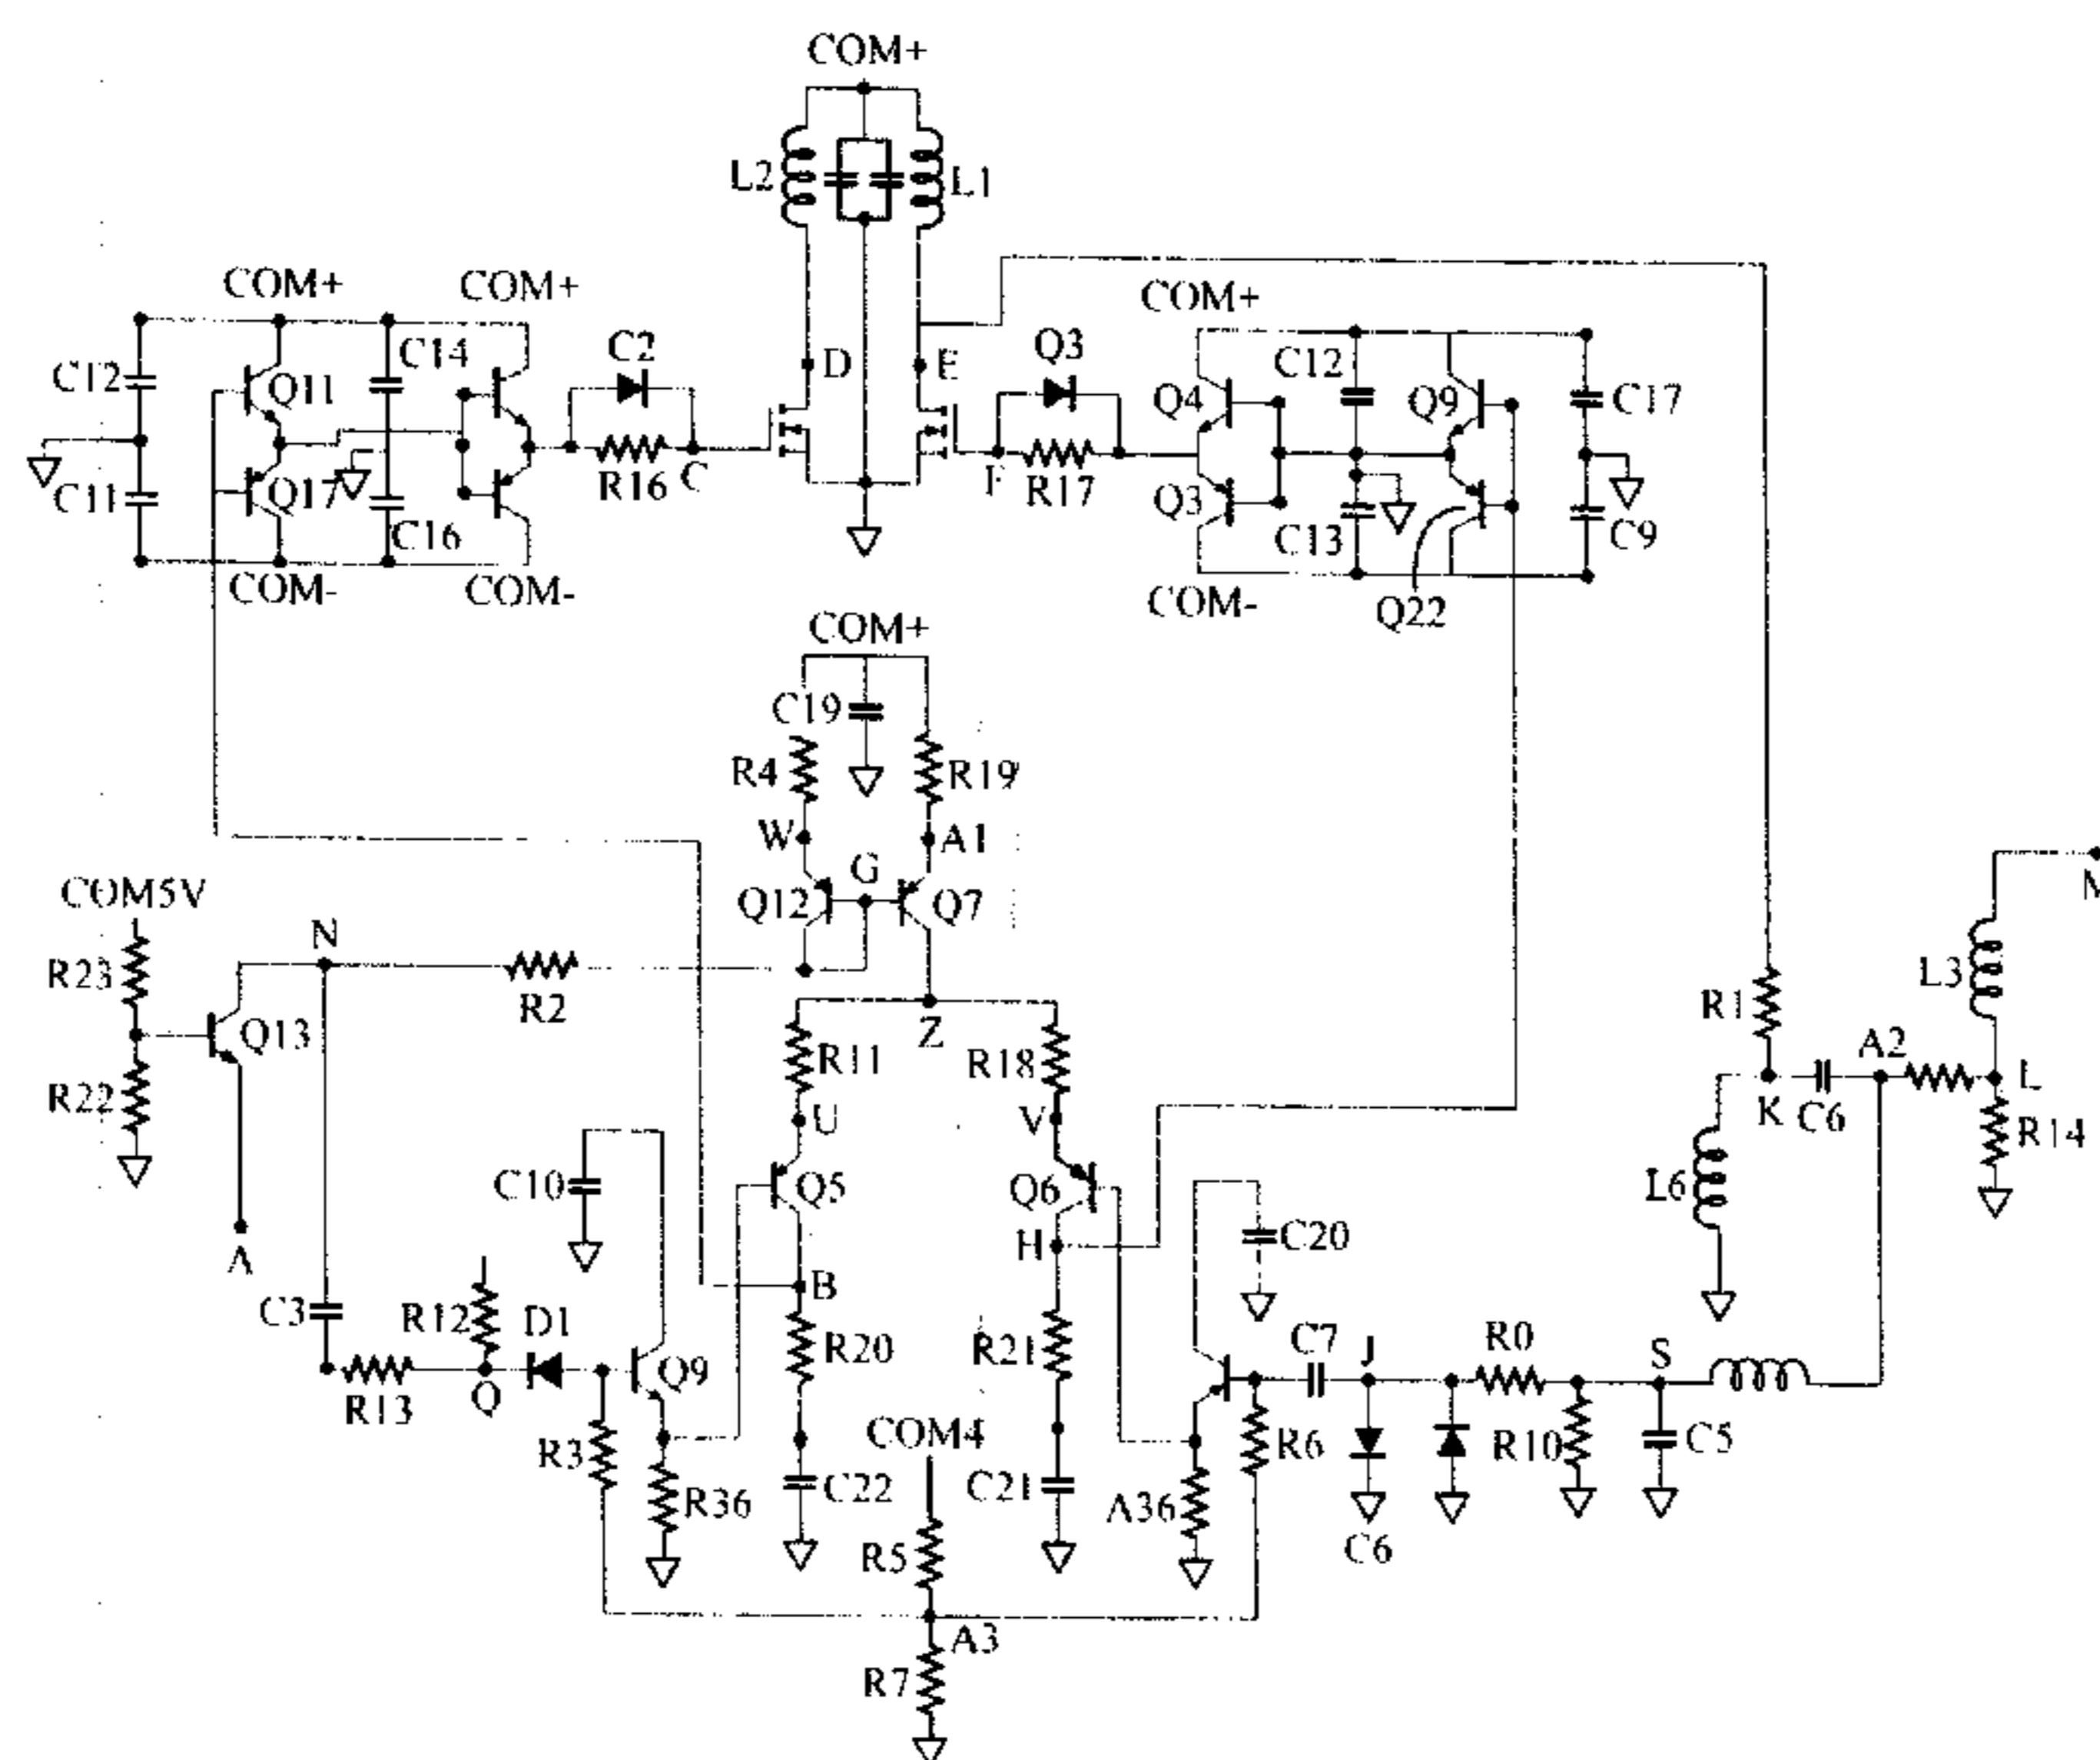 COM+
L2
L1
COM+
COM+
COM+
C12
Q11
C14
C2
D
E
Q3
Q4
C12
Q9
C17
C11
Q17
C16
R16
C
F
R17
Q3
C13
C9
COM-
COM-
COM-
Q22
COM+
C19
R4
R19
W
A1
G
Q12
Q7
COM5V
N
M
R23
Q13
R2
Z
R1
L3
A2
R22
R11
R18
L
K
C6
R14
U
V
C10
Q5
Q6
L6
A
H
C20
B
C3
R12
D1
Q9
R20
R21
C7
J
R0
S
R13
Q
R3
COM4
R6
R10
C5
R36
C22
C21
A36
R5
C6
A3
R7